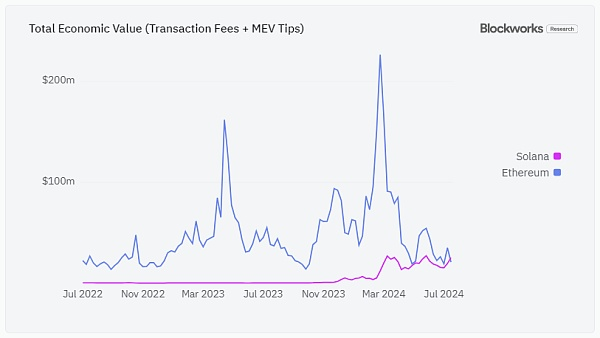 Total Economic Value (Transaction Fees + MEV Tips)
Blockworks Research
$200m
$100m
Solana
Ethereum
Jul 2022 Nov 2022 Mar 2023 Jul 2023 Nov 2023 Mar 2024 Jul 2024